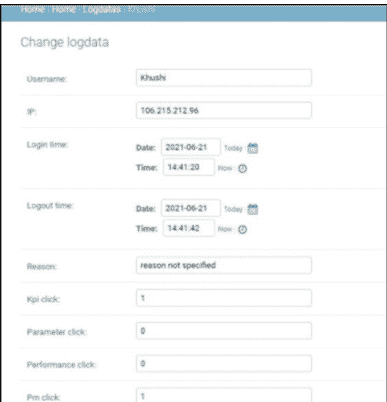 Home Home Logdatas Khushi
Change logdata
Username: Khushi
IP: 106.215.212.96
Login time: Date: 2021-06-21 Today
Time: 14:41:20 Now
Logout time: Date: 2021-06-21 Today
Time: 14:41:42 Now
Reason: reason not specified
Kpi click: 1
Parameter click: 0
Performance click: 0
Pm click: 1